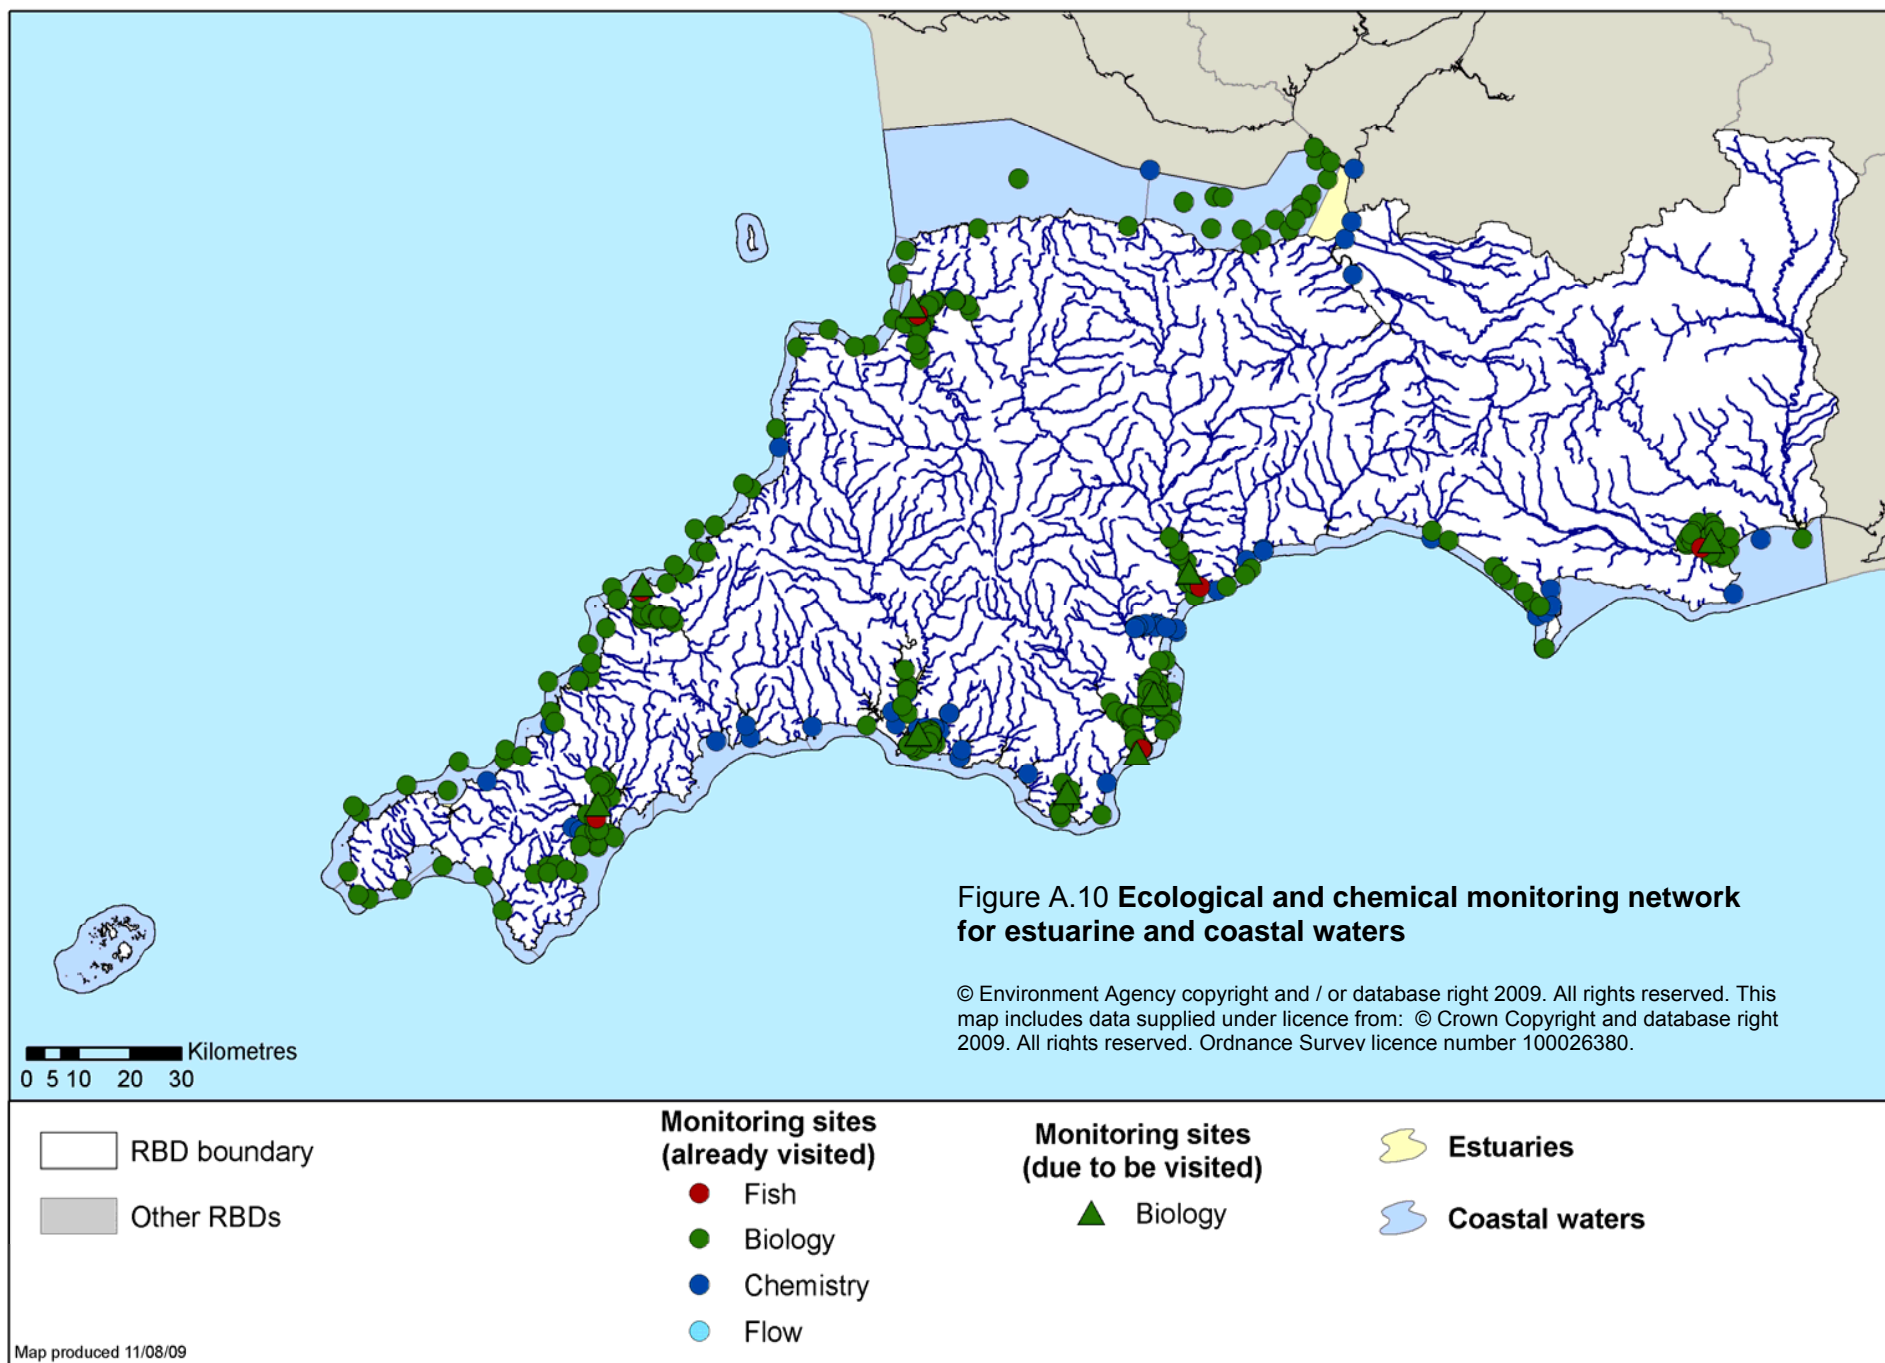 Figure A.10 Ecological and chemical monitoring network
for estuarine and coastal waters
© Environment Agency copyright and / or database right 2009. All rights reserved. This
map includes data supplied under licence from: © Crown Copyright and database right
2009. All rights reserved. Ordnance Survey licence number 100026380.
Kilometres
0 5 10 20 30
RBD boundary
Other RBDs
Monitoring sites
(already visited)
Fish
Biology
Chemistry
Flow
Monitoring sites
(due to be visited)
Biology
Estuaries
Coastal waters
Map produced 11/08/09